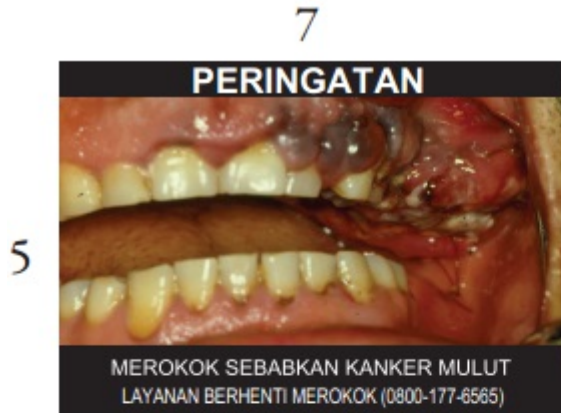 7
PERINGATAN
5
MEROKOK SEBABKAN KANKER MULUT
LAYANAN BERHENTI MEROKOK (0800-177-6565)